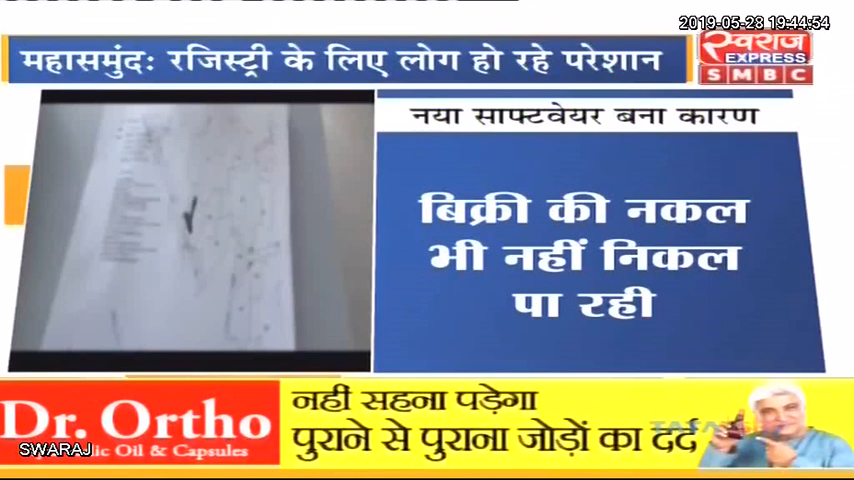 2019-05-28 19:44:54
महासमुंद: रजिस्ट्री के लिए लोग हो रहे परेशान
स्वराज
EXPRESS
SMBC
नया साफ्टवेयर बना कारण
बिक्री की नकल
भी नहीं निकल
पा रही
Dr. Ortho
Oil & Capsules
SWARAJ
नहीं सहना पड़ेगा
पुराने से पुराना जोड़ों का दर्द